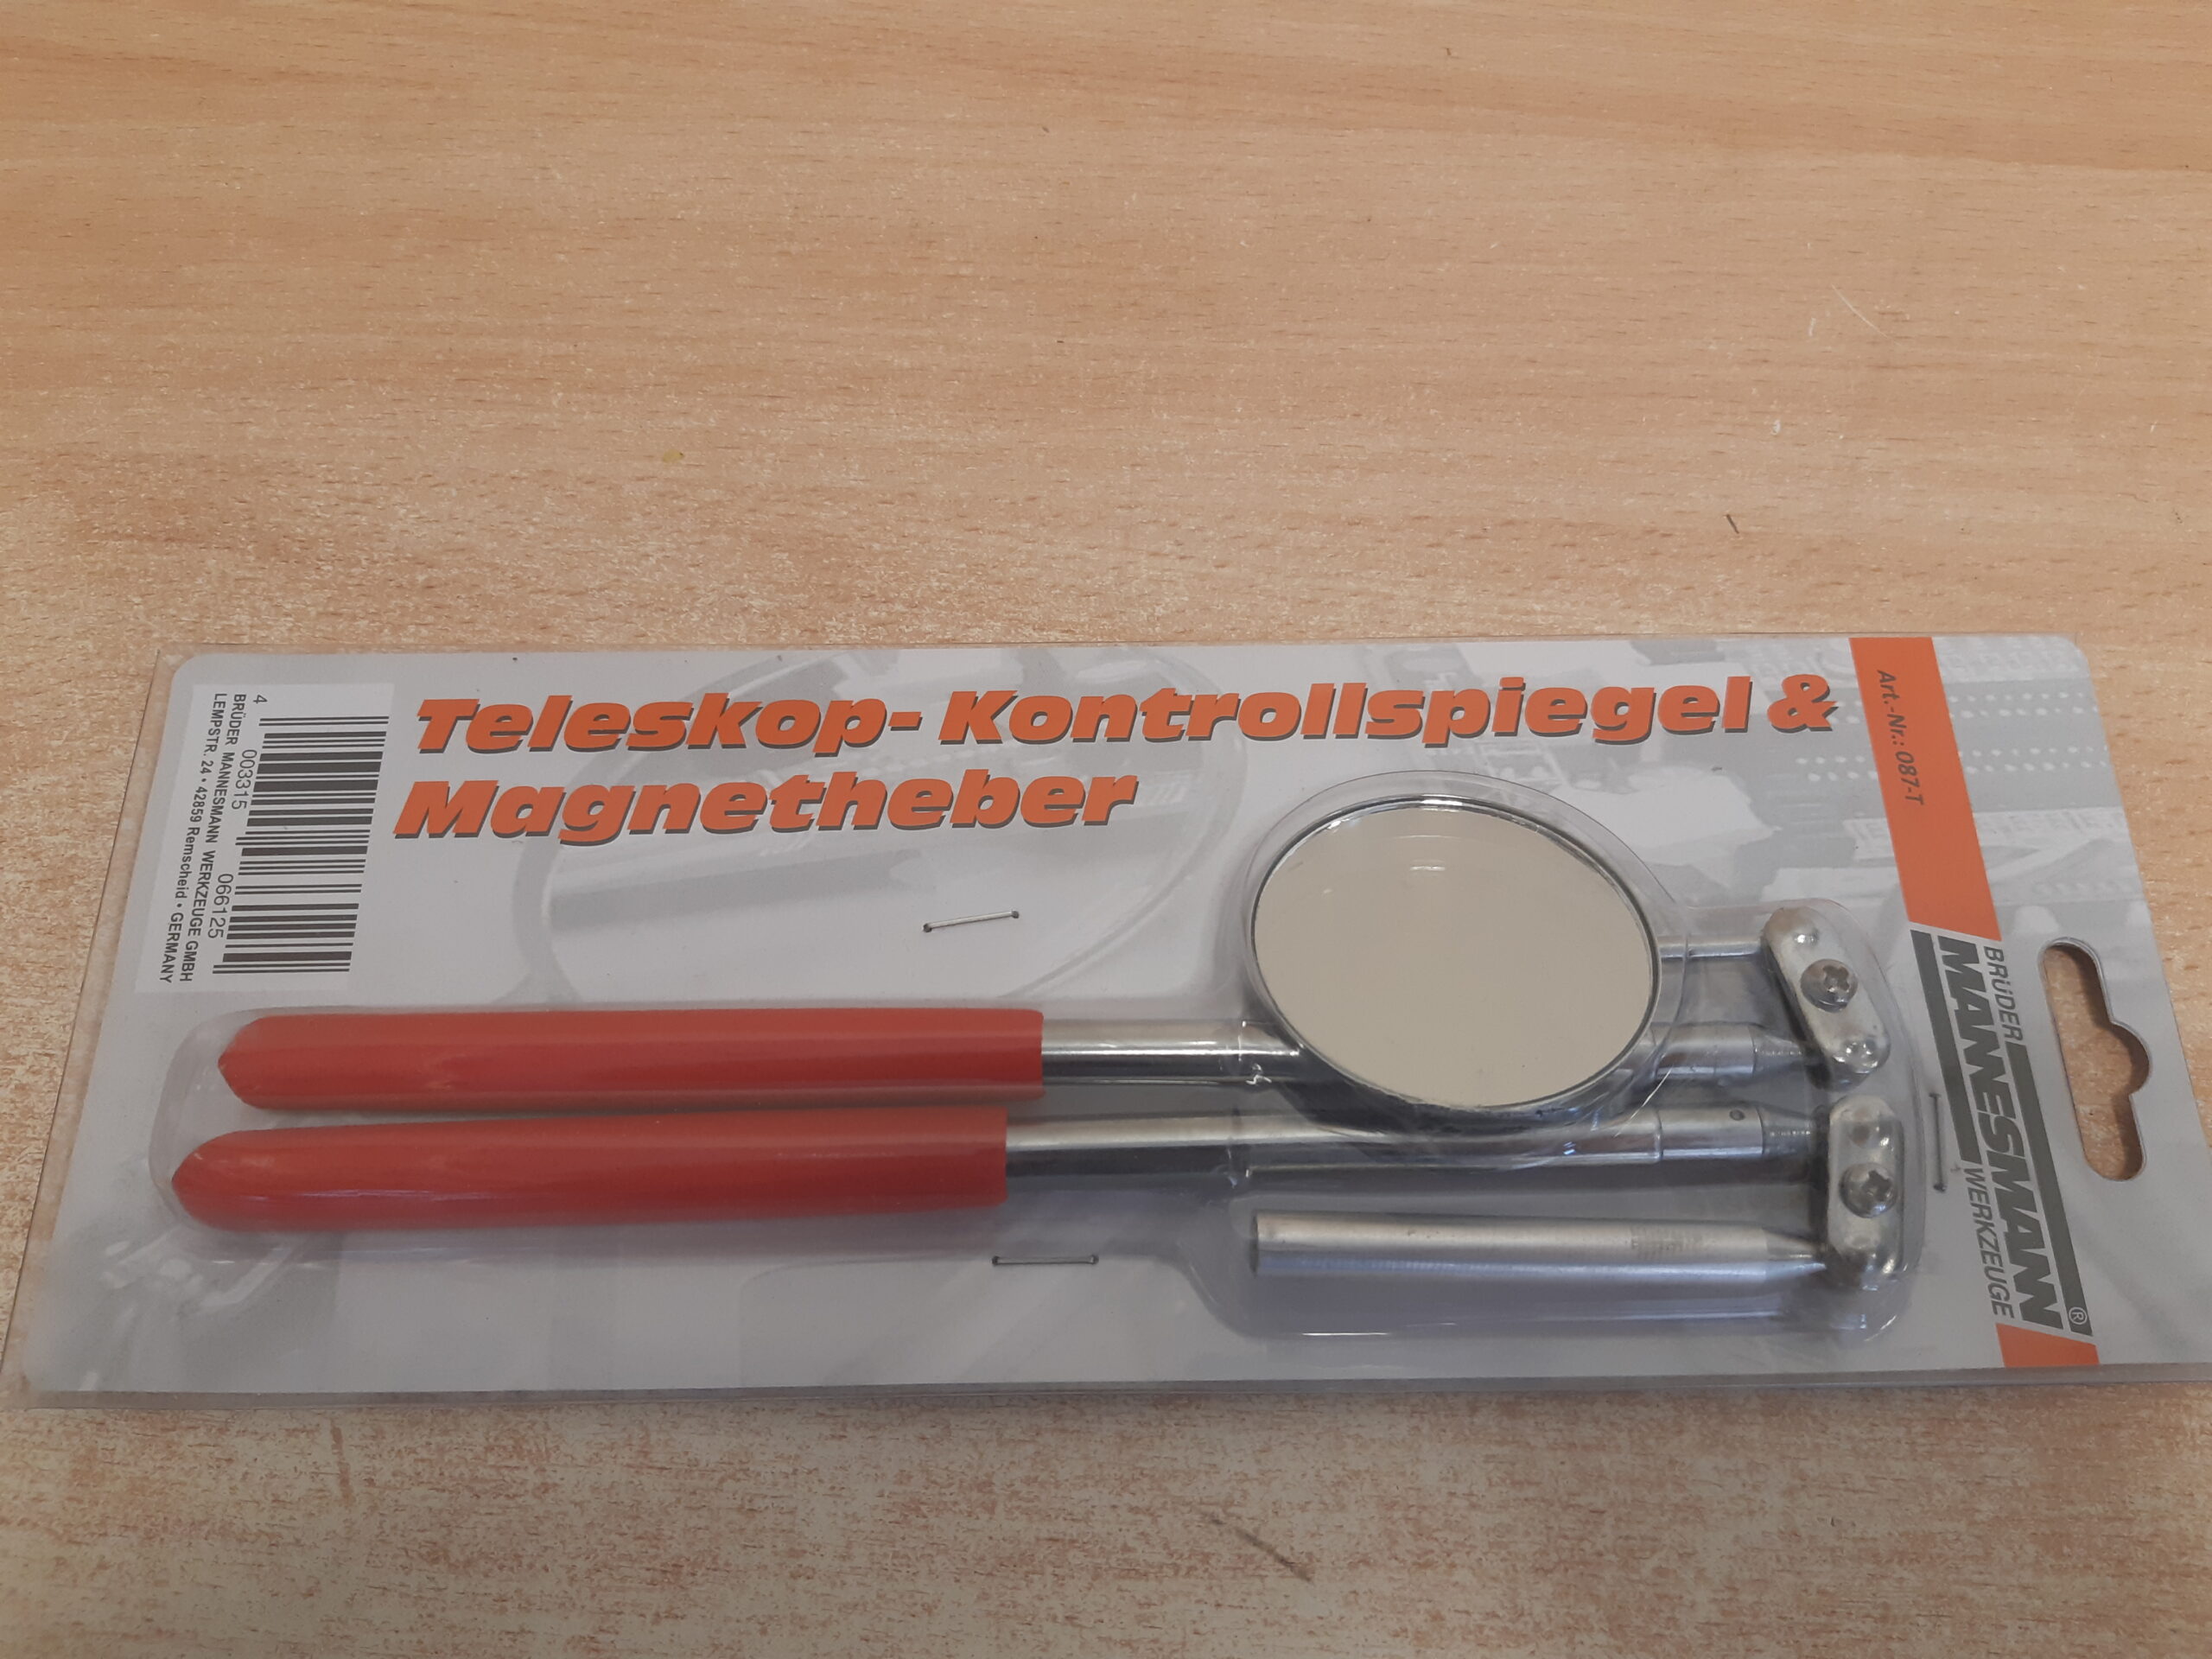 Teleskop- Kontrollspiegel &
Magnetheber
Art.-Nr.: 087-T
BRÜDER
MANNESMANN
WERKZEUGE
®
4 003315 066125
BRÜDER MANNESMANN WERKZEUGE GMBH
LEMPSTR. 24 • 42859 Remscheid • GERMANY